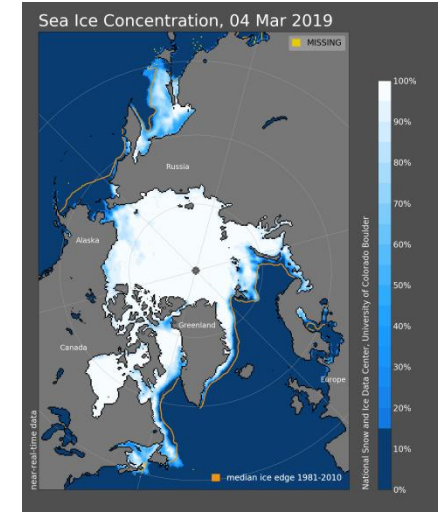 Sea Ice Concentration, 04 Mar 2019
MISSING
Russia
Alaska
Greenland
Canada
Europe
near-real-time data
median ice edge 1981-2010
100%
90%
80%
70%
60%
50%
40%
30%
20%
10%
0%
National Snow and Ice Data Center, University of Colorado Boulder